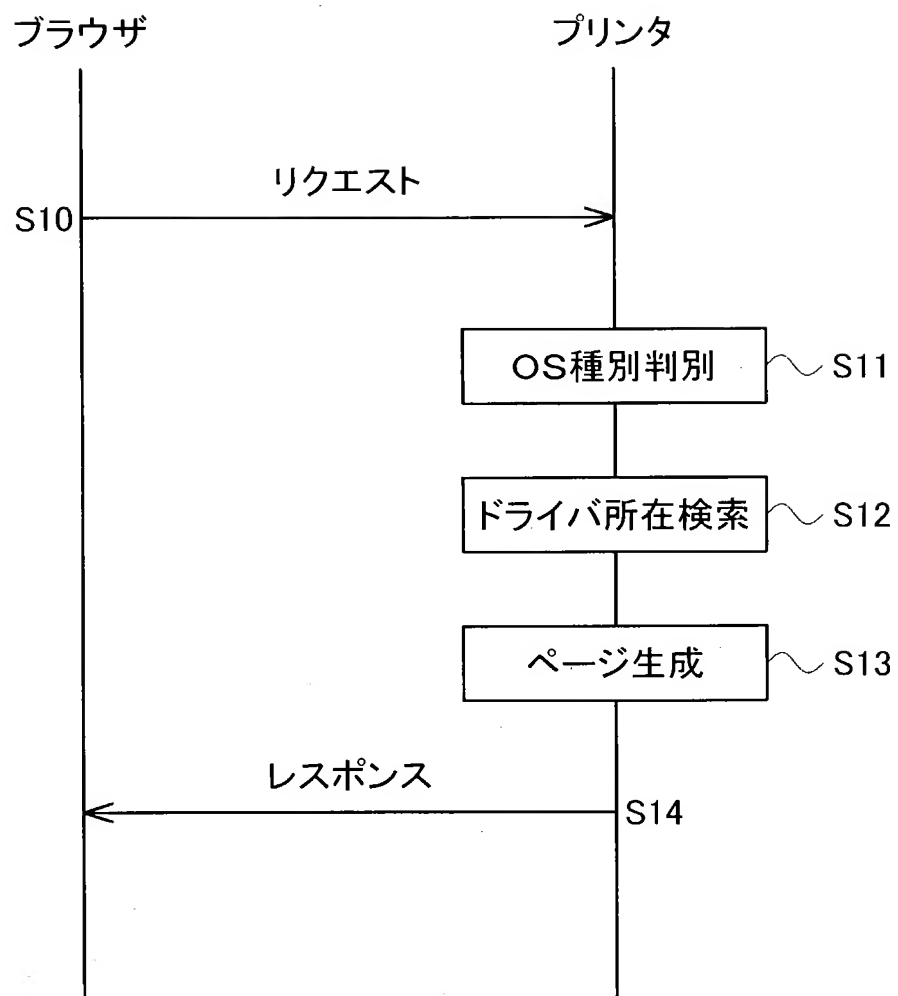 ブラウザ
プリンタ
リクエスト
S10
OS種別判別
S11
ドライバ所在検索
S12
ページ生成
S13
レスポンス
S14